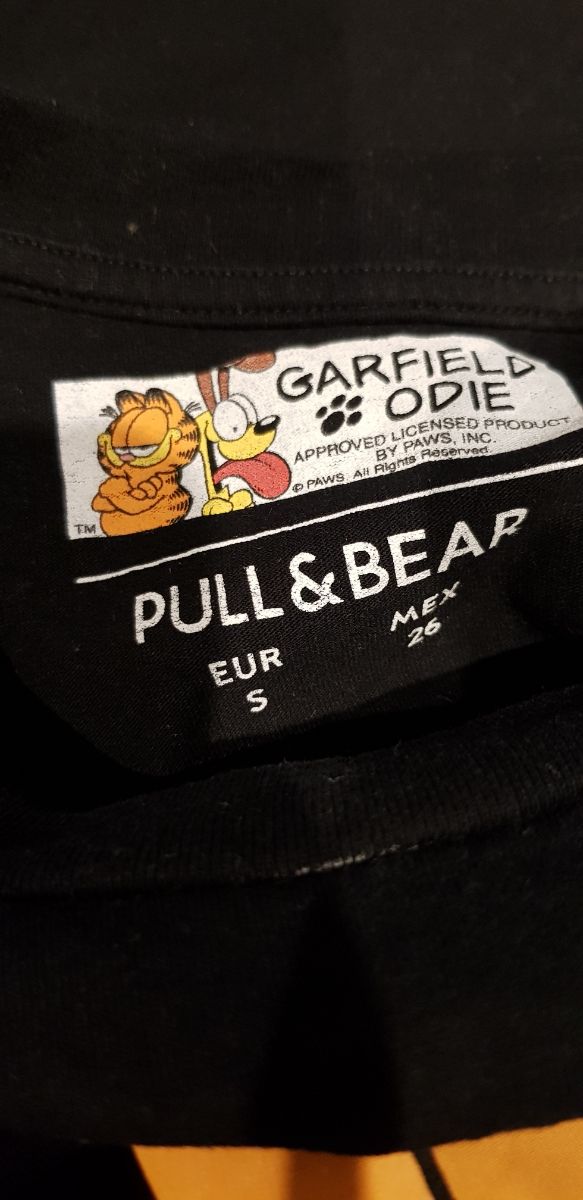 GARFIELD
ODIE
APPROVED LICENSED PRODUCT
BY PAWS, INC.
© PAWS. All Rights Reserved.
TM
PULL&BEAR
EUR MEX
S 26